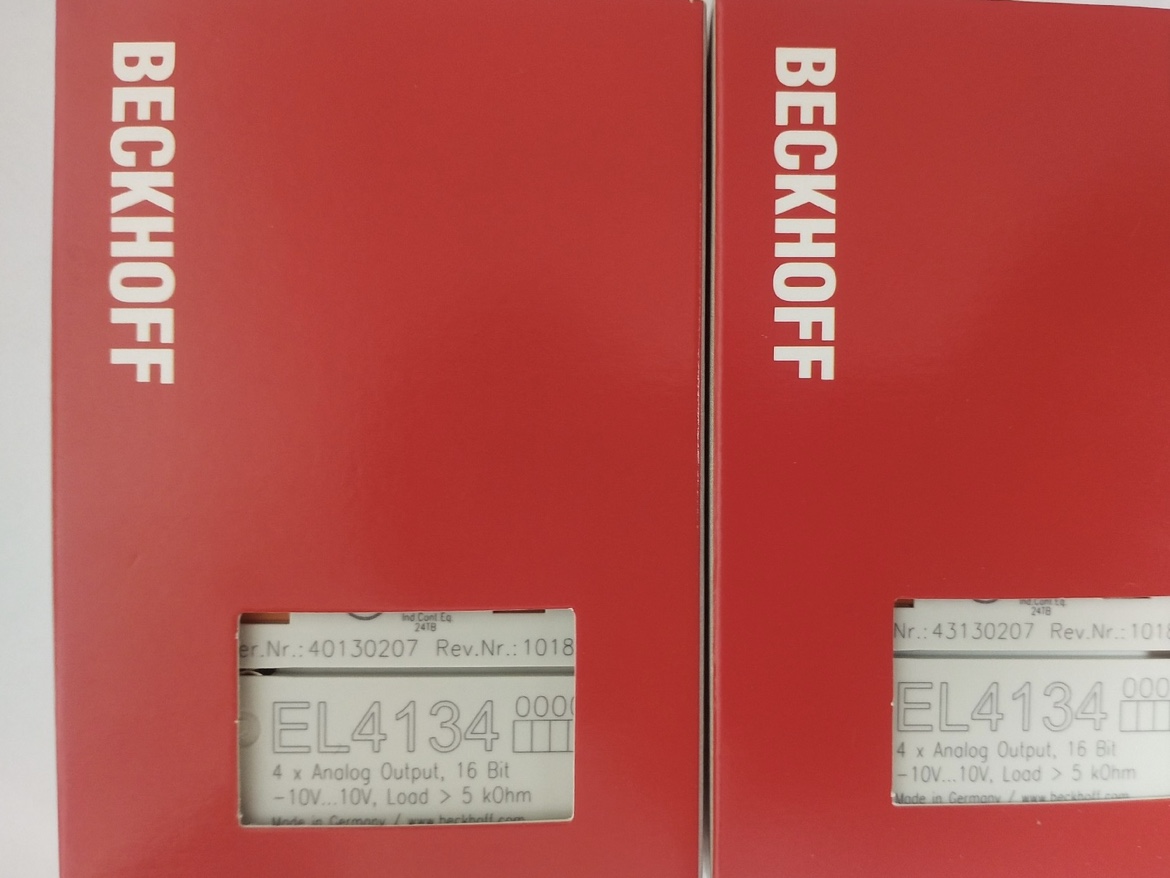 BECKHOFF
Ind.Cont.Eq.
24TB
er.Nr.: 40130207 Rev.Nr.: 1018
EL4134
0000
4 x Analog Output, 16 Bit
-10V...10V, Load > 5 kOhm
Made in Germany / www.beckhoff.com
BECKHOFF
Ind.Cont.Eq.
24TB
Nr.: 43130207 Rev.Nr.: 1018
EL4134
000
4 x Analog Output, 16 Bit
-10V...10V, Load > 5 kOhm
Made in Germany / www.beckhoff.com